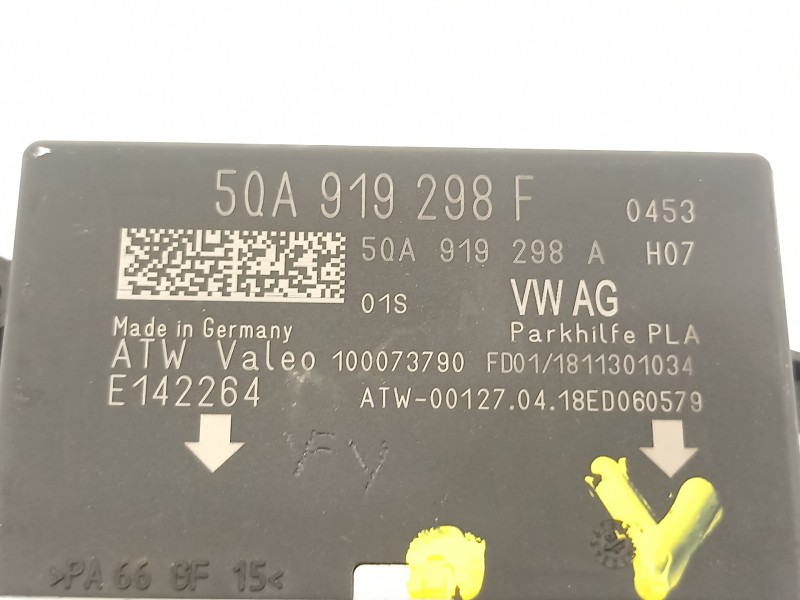 5QA 919 298 F 0453
5QA 919 298 A H07
01S VW AG
Made in Germany Parkhilfe PLA
ATW Valeo 100073790 FD01/1811301034
E142264 ATW-00127.04.18ED060579
FY
>PA 66 GF 15<